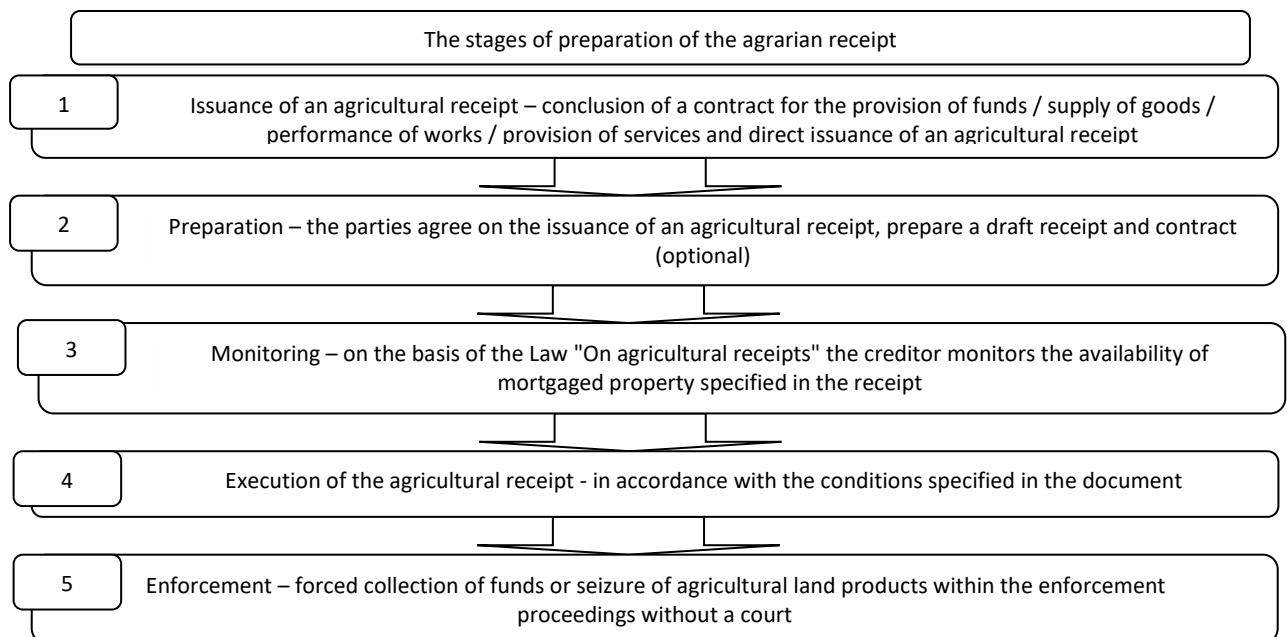 The stages of preparation of the agrarian receipt
1
Issuance of an agricultural receipt – conclusion of a contract for the provision of funds / supply of goods /
performance of works / provision of services and direct issuance of an agricultural receipt
2
Preparation – the parties agree on the issuance of an agricultural receipt, prepare a draft receipt and contract
(optional)
3
Monitoring – on the basis of the Law "On agricultural receipts" the creditor monitors the availability of
mortgaged property specified in the receipt
4
Execution of the agricultural receipt - in accordance with the conditions specified in the document
5
Enforcement – forced collection of funds or seizure of agricultural land products within the enforcement
proceedings without a court